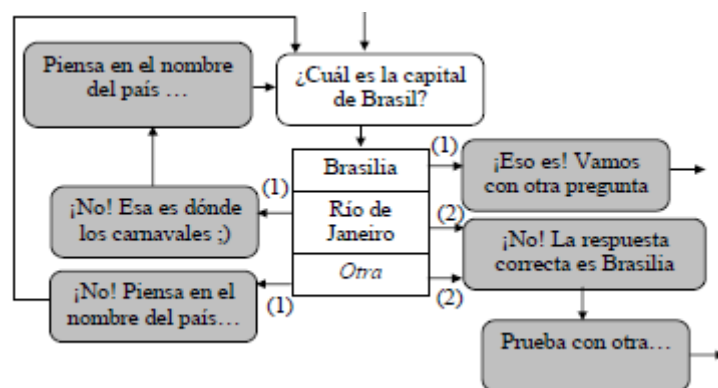 Piensa en el nombre
del país …
¿Cuál es la capital
de Brasil?
Brasilia
(1)
¡Eso es! Vamos
con otra pregunta
(1)
¡No! Esa es dónde
los carnavales ;)
Río de
Janeiro
(2)
¡No! La respuesta
correcta es Brasilia
Otra
(2)
¡No! Piensa en el
nombre del país…
(1)
Prueba con otra…